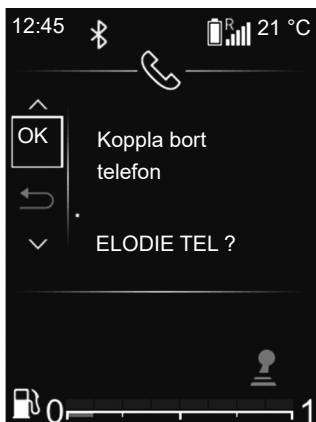 12:45 R 21 °C
OK
Koppla bort
telefon
ELODIE TEL ?
0 1